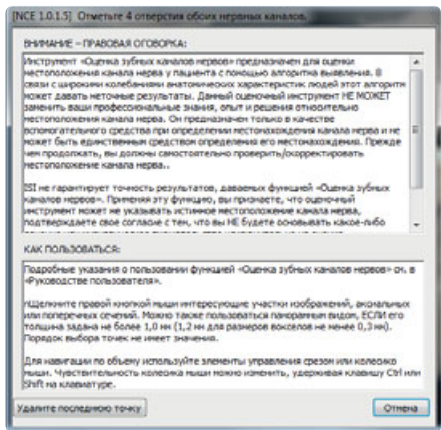 [NCE 1.0.1.5] Отметьте 4 отверстия обоих нервных каналов.
ВНИМАНИЕ – ПРАВОВАЯ ОГОВОРКА:
Инструмент «Оценка зубных каналов нервов» предназначен для оценки
местоположения канала нерва у пациента с помощью алгоритма выявления. В
связи с широкими колебаниями анатомических характеристик людей этот алгоритм
может давать неточные результаты. Данный оценочный инструмент НЕ МОЖЕТ
заменить ваши профессиональные знания, опыт и решения относительно
местоположения канала нерва. Он предназначен только в качестве
вспомогательного средства при определении местонахождения канала нерва и не
может быть единственным средством определения его местонахождения. Прежде
чем продолжать, вы должны самостоятельно проверить/скорректировать
местоположение канала нерва..
ISI не гарантирует точность результатов, даваемых функцией «Оценка зубных
каналов нервов». Применяя эту функцию, вы признаете, что оценочный
инструмент может не указывать истинное местоположение канала нерва,
подтверждаете свое согласие с тем, что вы НЕ будете основывать какое-либо
КАК ПОЛЬЗОВАТЬСЯ:
Подробные указания о пользовании функцией «Оценка зубных каналов нервов» см. в
«Руководстве пользователя».
rЩелкните правой кнопкой мыши интересующие участки изображений, аксиальных
или поперечных сечений. Можно также пользоваться панорамным видом, ЕСЛИ его
толщина задана не более 1,0 мм (1,2 мм для размеров вокселов не менее 0,3 мм).
Порядок выбора точек не имеет значения.
Для навигации по объему используйте элементы управления срезом или колесико
мыши. Чувствительность колесика мыши можно изменить, удерживая клавишу Ctrl или
Shift на клавиатуре.
Удалите последнюю точку
Отмена